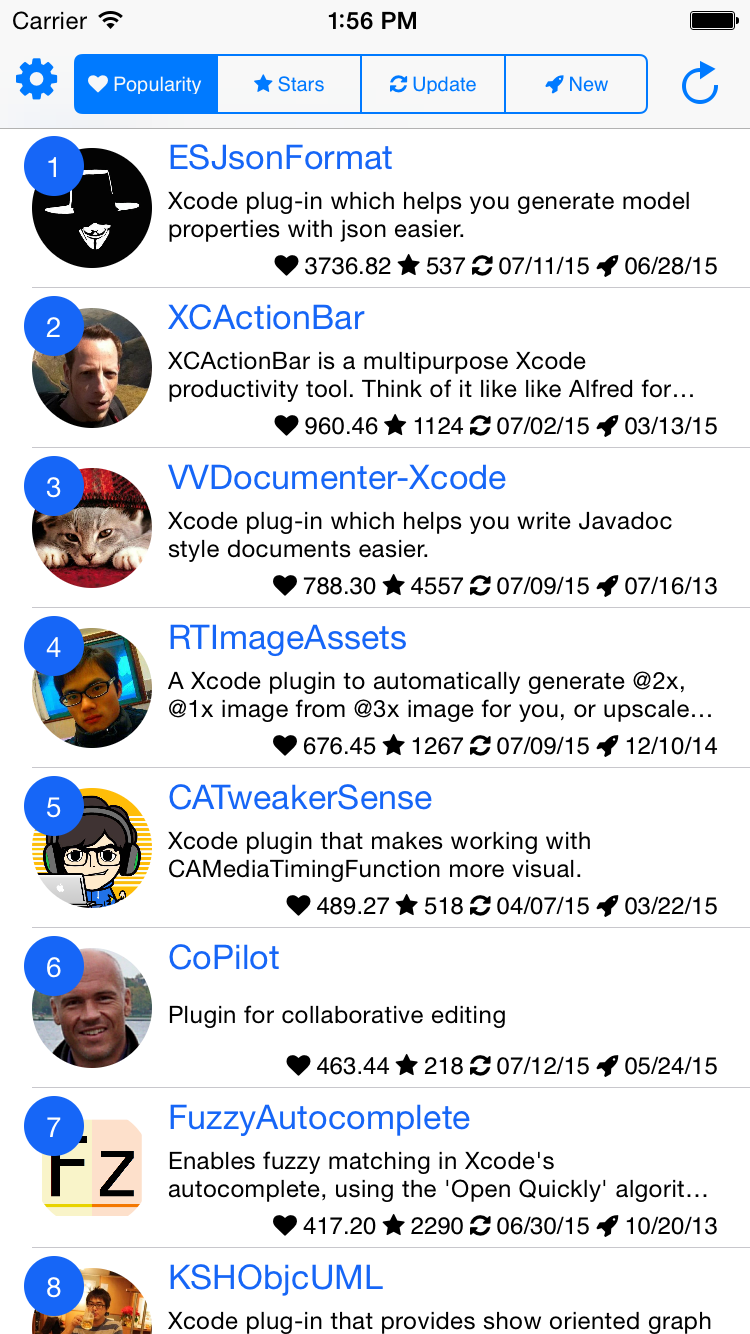 Carrier 1:56 PM
Popularity Stars Update New
1 ESJsonFormat
Xcode plug-in which helps you generate model
properties with json easier.
3736.82 537 07/11/15 06/28/15
2 XCActionBar
XCActionBar is a multipurpose Xcode
productivity tool. Think of it like like Alfred for…
960.46 1124 07/02/15 03/13/15
3 VVDocumenter-Xcode
Xcode plug-in which helps you write Javadoc
style documents easier.
788.30 4557 07/09/15 07/16/13
4 RTImageAssets
A Xcode plugin to automatically generate @2x,
@1x image from @3x image for you, or upscale…
676.45 1267 07/09/15 12/10/14
5 CATweakerSense
Xcode plugin that makes working with
CAMediaTimingFunction more visual.
489.27 518 04/07/15 03/22/15
6 CoPilot
Plugin for collaborative editing
463.44 218 07/12/15 05/24/15
7 FuzzyAutocomplete
Fz
Enables fuzzy matching in Xcode's
autocomplete, using the 'Open Quickly' algorit…
417.20 2290 06/30/15 10/20/13
8 KSHObjcUML
Xcode plug-in that provides show oriented graph